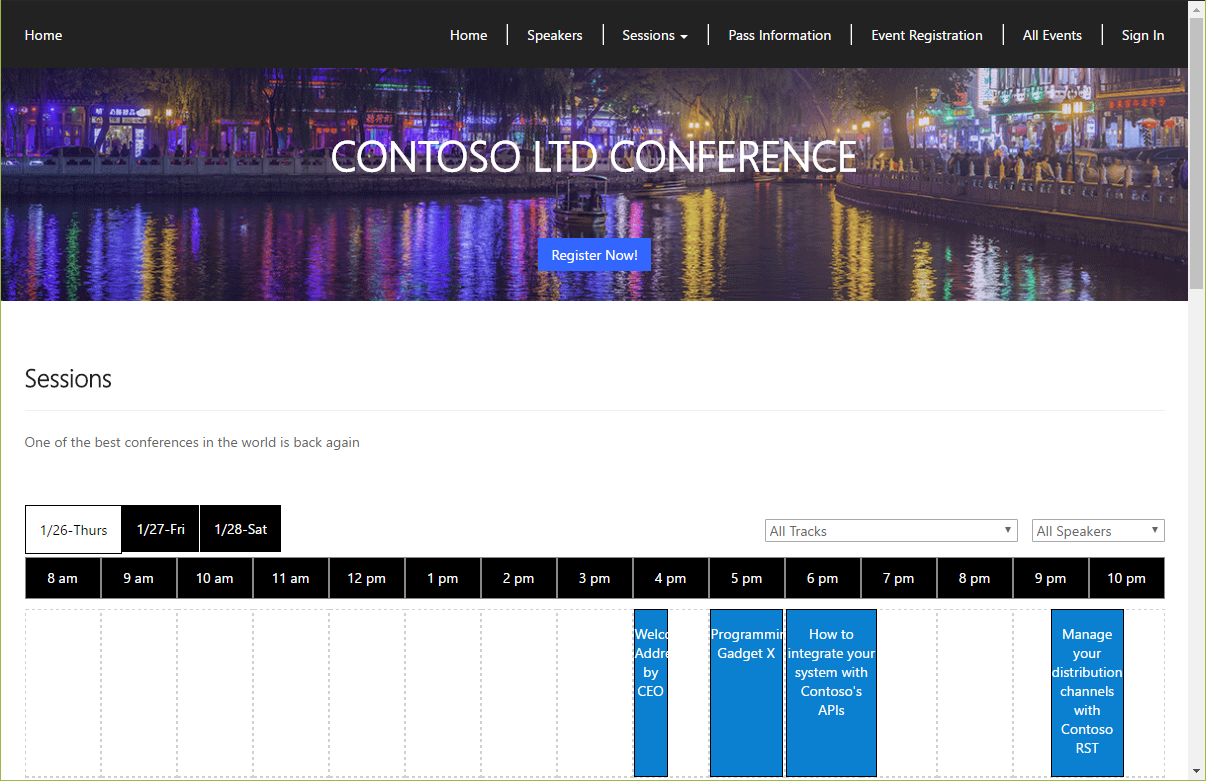 Home
Home
Speakers
Sessions
Pass Information
Event Registration
All Events
Sign In
CONTOSO LTD CONFERENCE
Register Now!
Sessions
One of the best conferences in the world is back again
1/26-Thurs
1/27-Fri
1/28-Sat
All Tracks
All Speakers
8 am
9 am
10 am
11 am
12 pm
1 pm
2 pm
3 pm
4 pm
5 pm
6 pm
7 pm
8 pm
9 pm
10 pm
Welc
Addre
by
CEO
Programmin
Gadget X
How to
integrate your
system with
Contoso's
APIs
Manage
your
distribution
channels
with
Contoso
RST